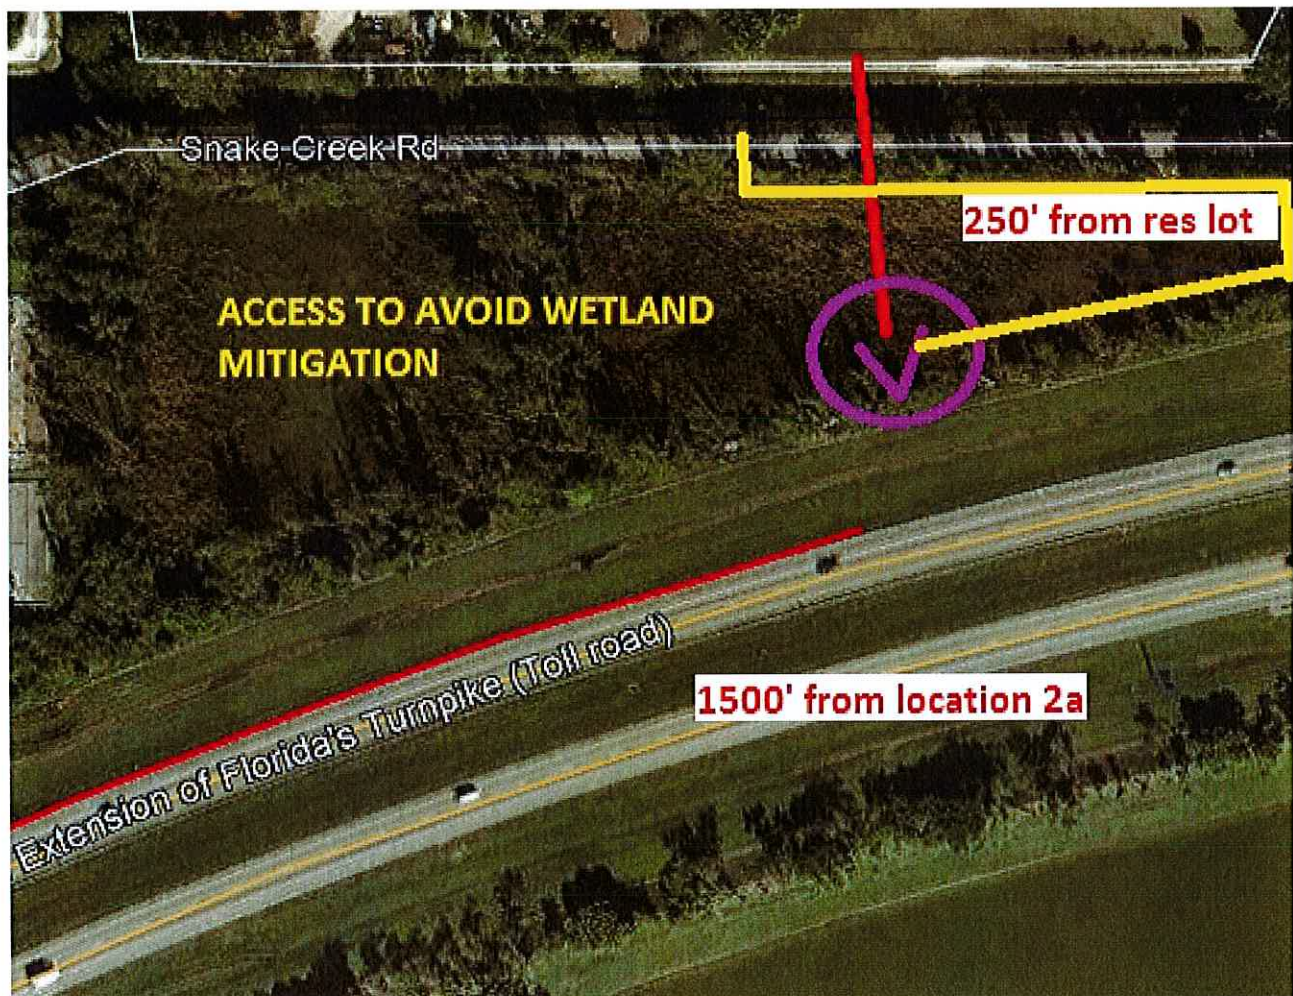 Snake Creek Rd
250' from res lot
ACCESS TO AVOID WETLAND
MITIGATION
Extension of Florida's Turnpike (Toll road)
1500' from location 2a